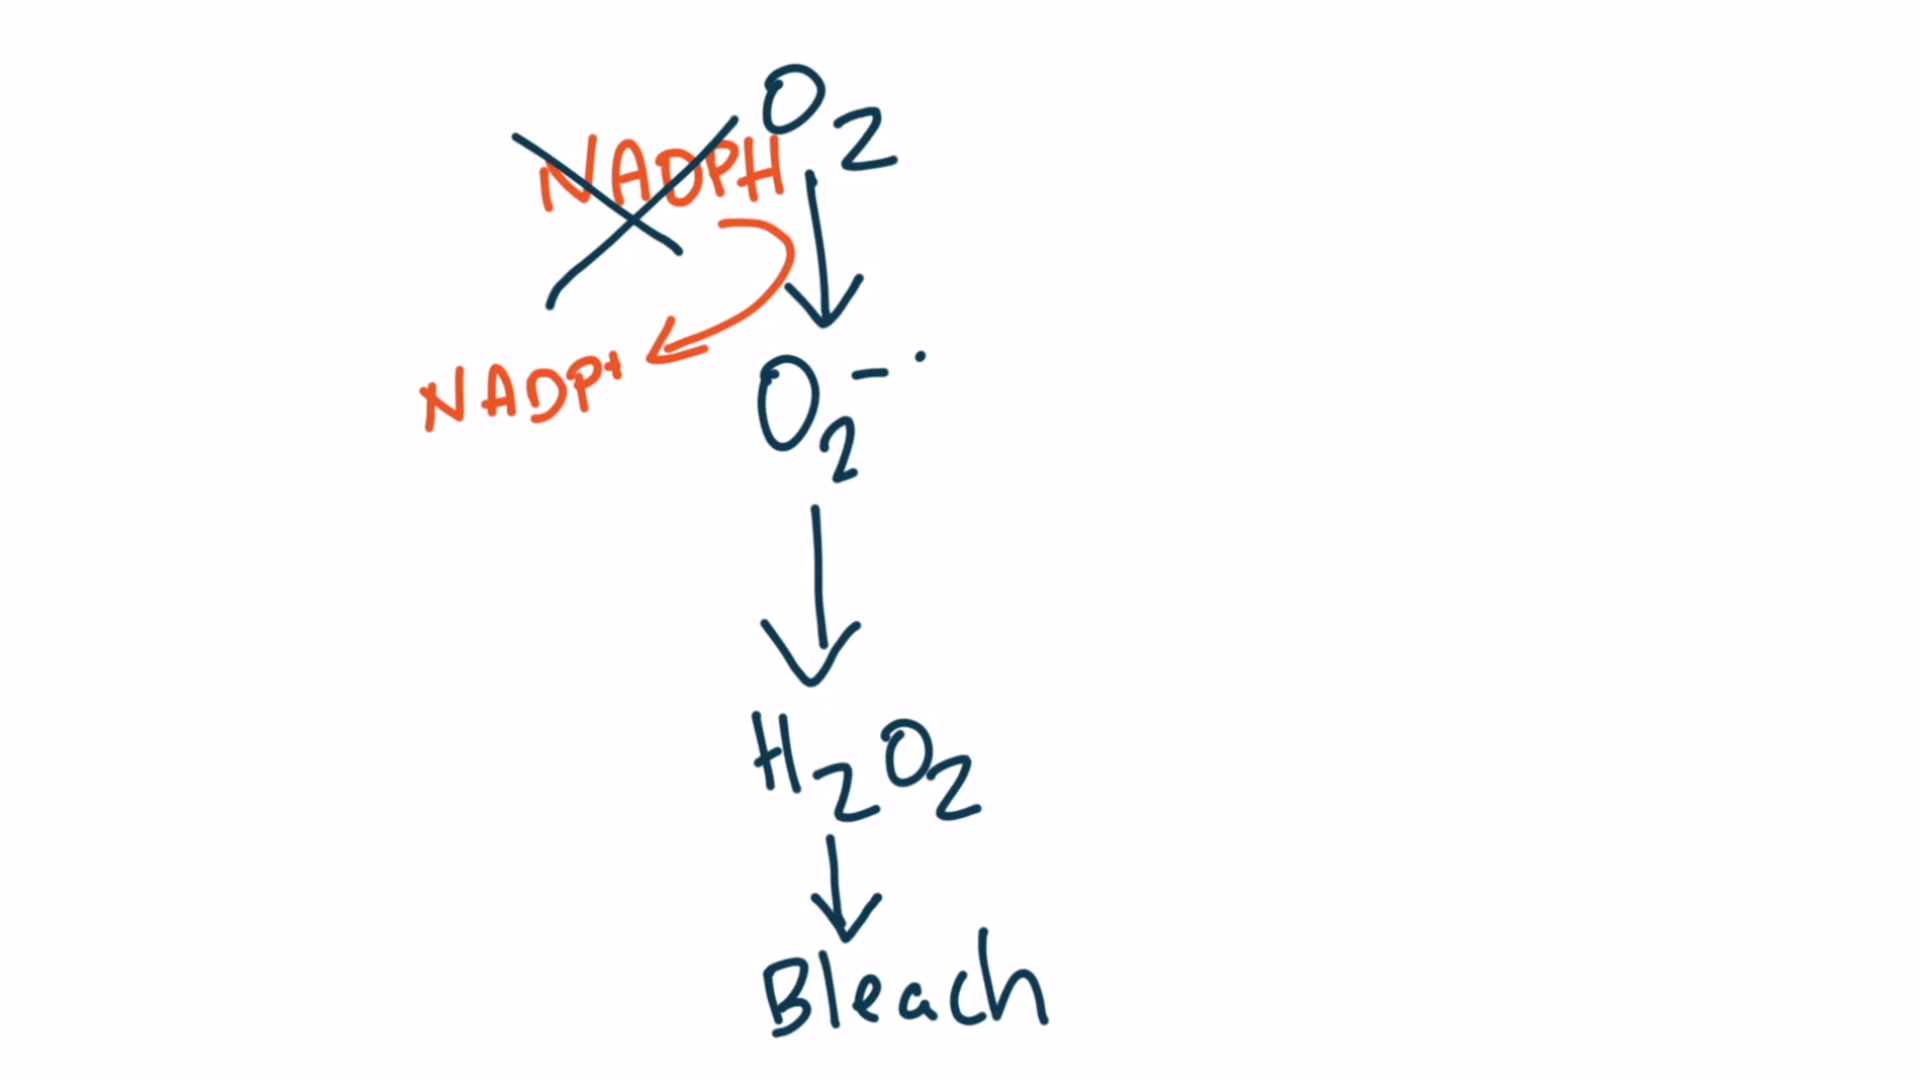 O2
NADPH
NADP+
O2-·
H2O2
Bleach